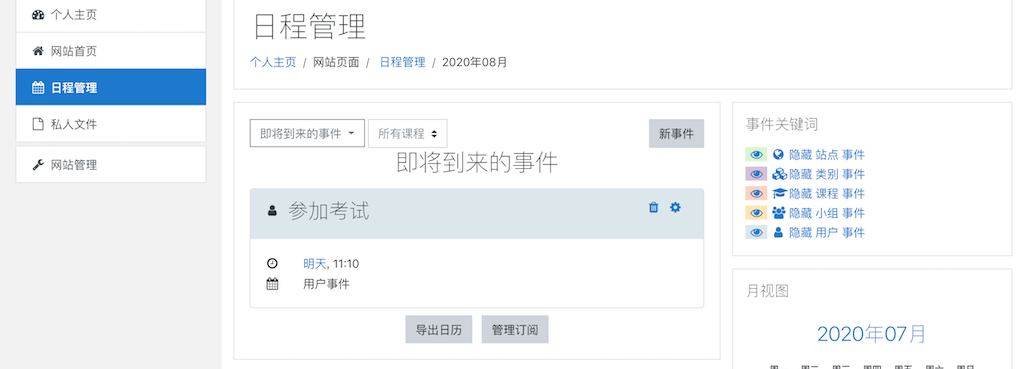 个人主页
网站首页
日程管理
私人文件
网站管理
日程管理
个人主页 / 网站页面 / 日程管理 / 2020年08月
即将到来的事件 所有课程 新事件
即将到来的事件
参加考试
明天, 11:10
用户事件
导出日历 管理订阅
事件关键词
隐藏 站点 事件
隐藏 类别 事件
隐藏 课程 事件
隐藏 小组 事件
隐藏 用户 事件
月视图
2020年07月